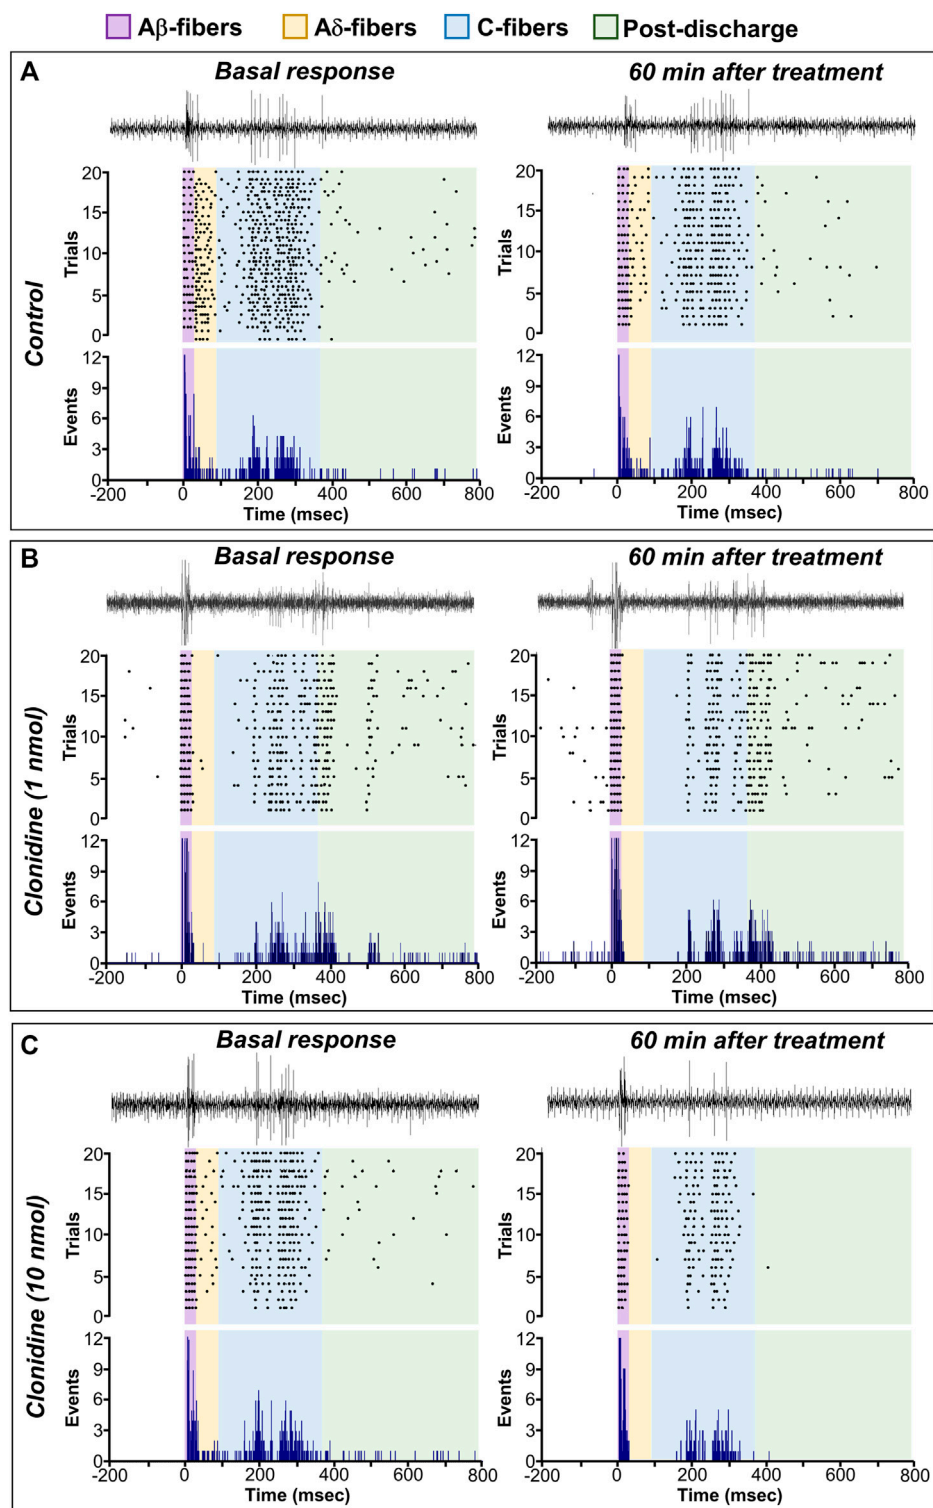 Aβ-fibers Aδ-fibers C-fibers Post-discharge
A
Basal response 60 min after treatment
Control
Trials
20
15
10
5
0
Trials
20
15
10
5
0
Events
12
9
6
3
0
-200 0 200 400 600 800
Time (msec)
Events
12
9
6
3
0
-200 0 200 400 600 800
Time (msec)
B
Basal response 60 min after treatment
Clonidine (1 nmol)
Trials
20
15
10
5
0
Trials
20
15
10
5
0
Events
12
9
6
3
0
-200 0 200 400 600 800
Time (msec)
Events
12
9
6
3
0
-200 0 200 400 600 800
Time (msec)
C
Basal response 60 min after treatment
Clonidine (10 nmol)
Trials
20
15
10
5
0
Trials
20
15
10
5
0
Events
12
9
6
3
0
-200 0 200 400 600 800
Time (msec)
Events
12
9
6
3
0
-200 0 200 400 600 800
Time (msec)